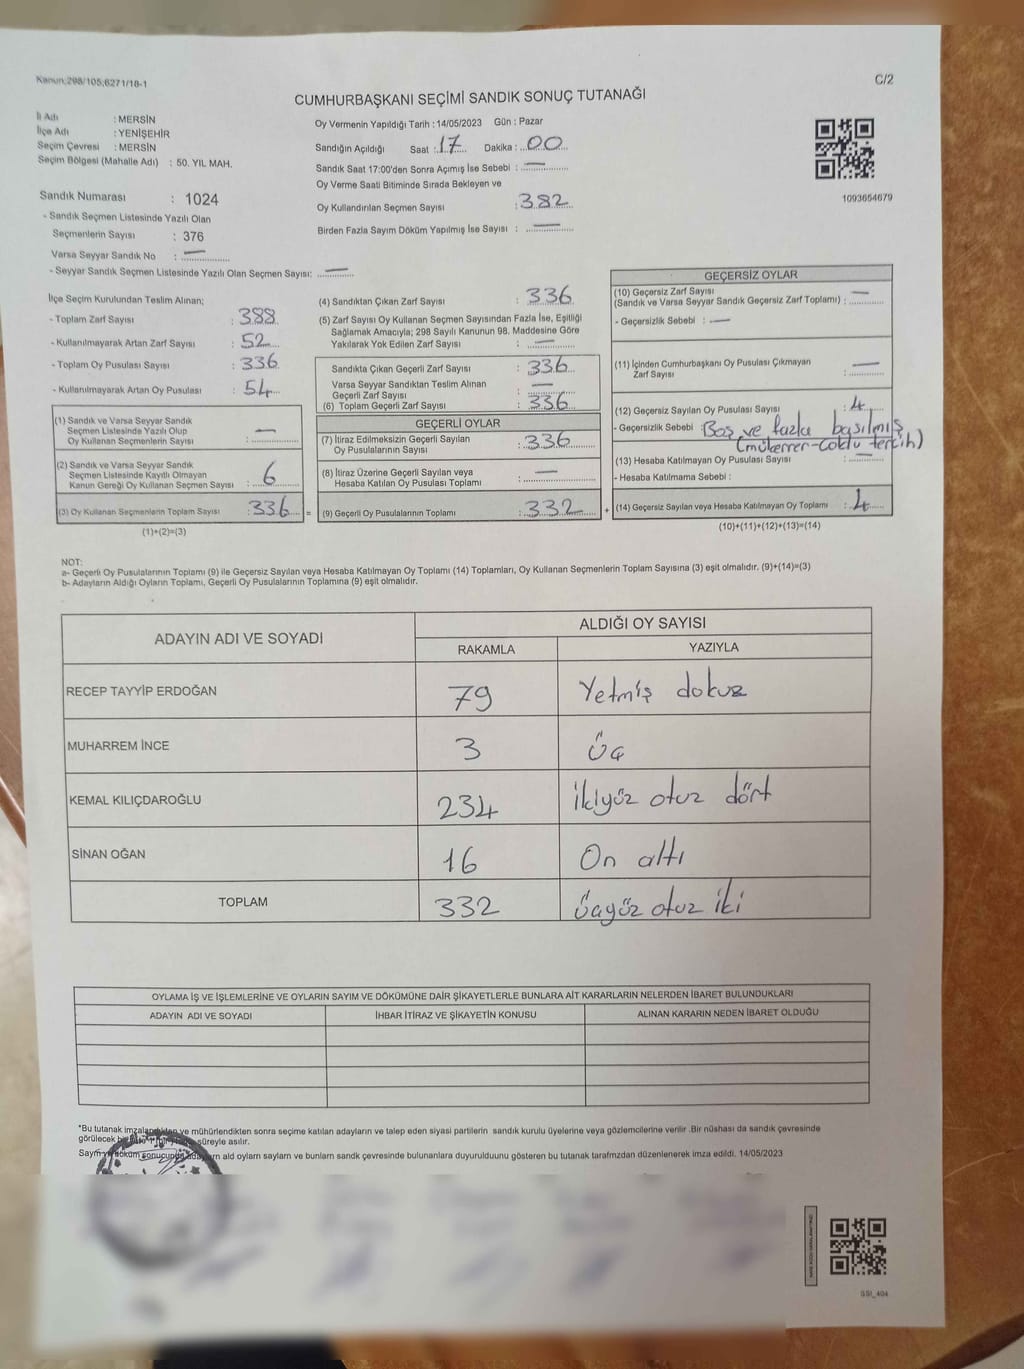 Kanun:298/105;6271/18-1
C/2
CUMHURBAŞKANI SEÇİMİ SANDIK SONUÇ TUTANAĞI
İl Adı : MERSİN
İlçe Adı : YENİŞEHİR
Seçim Çevresi : MERSİN
Seçim Bölgesi (Mahalle Adı) : 50. YIL MAH.
Sandık Numarası : 1024
- Sandık Seçmen Listesinde Yazılı Olan
Seçmenlerin Sayısı : 376
Varsa Seyyar Sandık No : —
- Seyyar Sandık Seçmen Listesinde Yazılı Olan Seçmen Sayısı: —
Oy Vermenin Yapıldığı Tarih : 14/05/2023 Gün : Pazar
Sandığın Açıldığı Saat : 17 Dakika : 00
Sandık Saat 17:00'den Sonra Açımış İse Sebebi : —
Oy Verme Saati Bitiminde Sırada Bekleyen ve
Oy Kullandırılan Seçmen Sayısı : 382
Birden Fazla Sayım Döküm Yapılmış İse Sayısı : —
1093654679
İlçe Seçim Kurulundan Teslim Alınan;
- Toplam Zarf Sayısı : 388
- Kullanılmayarak Artan Zarf Sayısı : 52
- Toplam Oy Pusulası Sayısı : 336
- Kullanılmayarak Artan Oy Pusulası : 54
(1) Sandık ve Varsa Seyyar Sandık
Seçmen Listesinde Yazılı Olup
Oy Kullanan Seçmenlerin Sayısı : —
(2) Sandık ve Varsa Seyyar Sandık
Seçmen Listesinde Kayıtlı Olmayan
Kanun Gereği Oy Kullanan Seçmen Sayısı : 6
(3) Oy Kullanan Seçmenlerin Toplam Sayısı : 336 =
(1)+(2)=(3)
(4) Sandıktan Çıkan Zarf Sayısı : 336
(5) Zarf Sayısı Oy Kullanan Seçmen Sayısından Fazla İse, Eşitliği
Sağlamak Amacıyla; 298 Sayılı Kanunun 98. Maddesine Göre
Yakılarak Yok Edilen Zarf Sayısı : —
Sandıkta Çıkan Geçerli Zarf Sayısı : 336
Varsa Seyyar Sandıktan Teslim Alınan
Geçerli Zarf Sayısı : —
(6) Toplam Geçerli Zarf Sayısı : 336
GEÇERLİ OYLAR
(7) İtiraz Edilmeksizin Geçerli Sayılan
Oy Pusulasının Sayısı : 336
(8) İtiraz Üzerine Geçerli Sayılan veya
Hesaba Katılan Oy Pusulası Toplamı : —
(9) Geçerli Oy Pusulalarının Toplamı : 332 +
GEÇERSİZ OYLAR
(10) Geçersiz Zarf Sayısı
(Sandık ve Varsa Seyyar Sandık Geçersiz Zarf Toplamı) : —
- Geçersizlik Sebebi : —
(11) İçinden Cumhurbaşkanı Oy Pusulası Çıkmayan
Zarf Sayısı : —
(12) Geçersiz Sayılan Oy Pusulası Sayısı : 4
- Geçersizlik Sebebi : Boş ve fazla basılmış
(mükerrer-çoklu tercih)
(13) Hesaba Katılmayan Oy Pusulası Sayısı : —
- Hesaba Katılmama Sebebi :
(14) Geçersiz Sayılan veya Hesaba Katılmayan Oy Toplamı : 4
(10)+(11)+(12)+(13)=(14)
NOT:
a- Geçerli Oy Pusulalarının Toplamı (9) ile Geçersiz Sayılan veya Hesaba Katılmayan Oy Toplamı (14) Toplamları, Oy Kullanan Seçmenlerin Toplam Sayısına (3) eşit olmalıdır. (9)+(14)=(3)
b- Adayların Aldığı Oyların Toplamı, Geçerli Oy Pusulalarının Toplamına (9) eşit olmalıdır.
ADAYIN ADI VE SOYADI
ALDIĞI OY SAYISI
RAKAMLA YAZIYLA
RECEP TAYYİP ERDOĞAN 79 Yetmiş dokuz
MUHARREM İNCE 3 Üç
KEMAL KILIÇDAROĞLU 234 İkiyüz otuz dört
SİNAN OĞAN 16 On altı
TOPLAM 332 Üçyüz otuz iki
OYLAMA İŞ VE İŞLEMLERİNE VE OYLARIN SAYIM VE DÖKÜMÜNE DAİR ŞİKAYETLERLE BUNLARA AİT KARARLARIN NELERDEN İBARET BULUNDUKLARI
ADAYIN ADI VE SOYADI İHBAR İTİRAZ VE ŞİKAYETİN KONUSU ALINAN KARARIN NEDEN İBARET OLDUĞU
*Bu tutanak imzalandıktan ve mühürlendikten sonra seçime katılan adayların ve talep eden siyasi partilerin sandık kurulu üyelerine veya gözlemcilerine verilir .Bir nüshası da sandık çevresinde
görülecek bir süreyle asılır.
Saym döküm sonucunda ald oylarn saylarn ve bunlarn sandk çevresinde bulunanlara duyurulduunu gösteren bu tutanak tarafmzdan düzenlenerek imza edildi. 14/05/2023
GSI_404